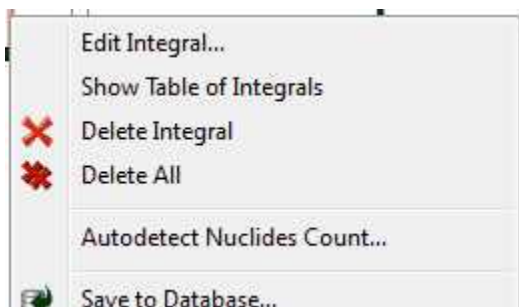 Edit Integral...
Show Table of Integrals
Delete Integral
Delete All
Autodetect Nuclides Count...
Save to Database...